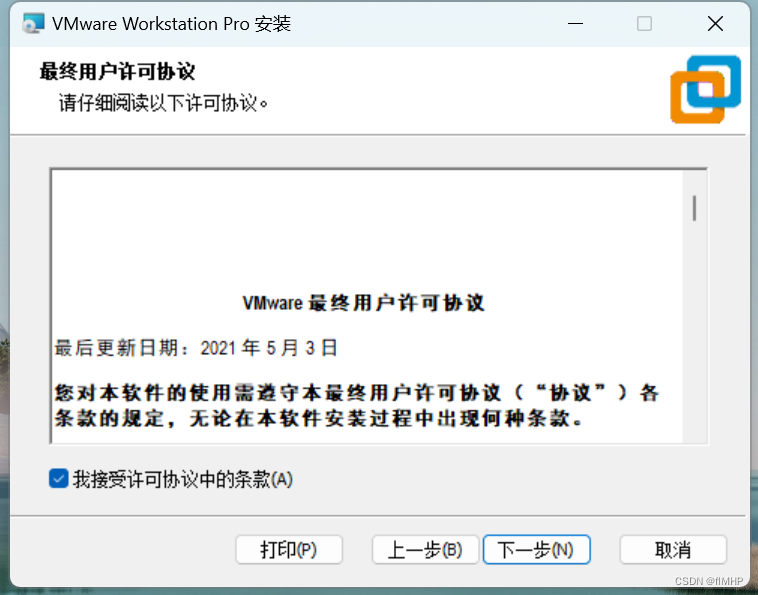 VMware Workstation Pro 安装
最终用户许可协议
请仔细阅读以下许可协议。
VMware 最终用户许可协议
最后更新日期：2021 年 5 月 3 日
您对本软件的使用需遵守本最终用户许可协议（“协议”）各
条款的规定，无论在本软件安装过程中出现何种条款。
我接受许可协议中的条款(A)
打印(P) 上一步(B) 下一步(N) 取消
CSDN @flMHP